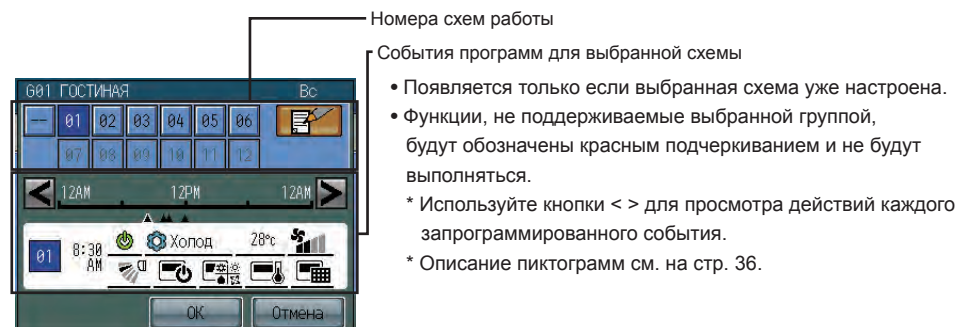 Номера схем работы
События программ для выбранной схемы
• Появляется только если выбранная схема уже настроена.
• Функции, не поддерживаемые выбранной группой,
будут обозначены красным подчеркиванием и не будут
выполняться.
* Используйте кнопки < > для просмотра действий каждого
запрограммированного события.
* Описание пиктограмм см. на стр. 36.
G01 ГОСТИНАЯ Вс
-- 01 02 03 04 05 06
07 08 09 10 11 12
< 12AM 12PM 12AM >
01 8:30 AM Холод 28°c
OK Отмена